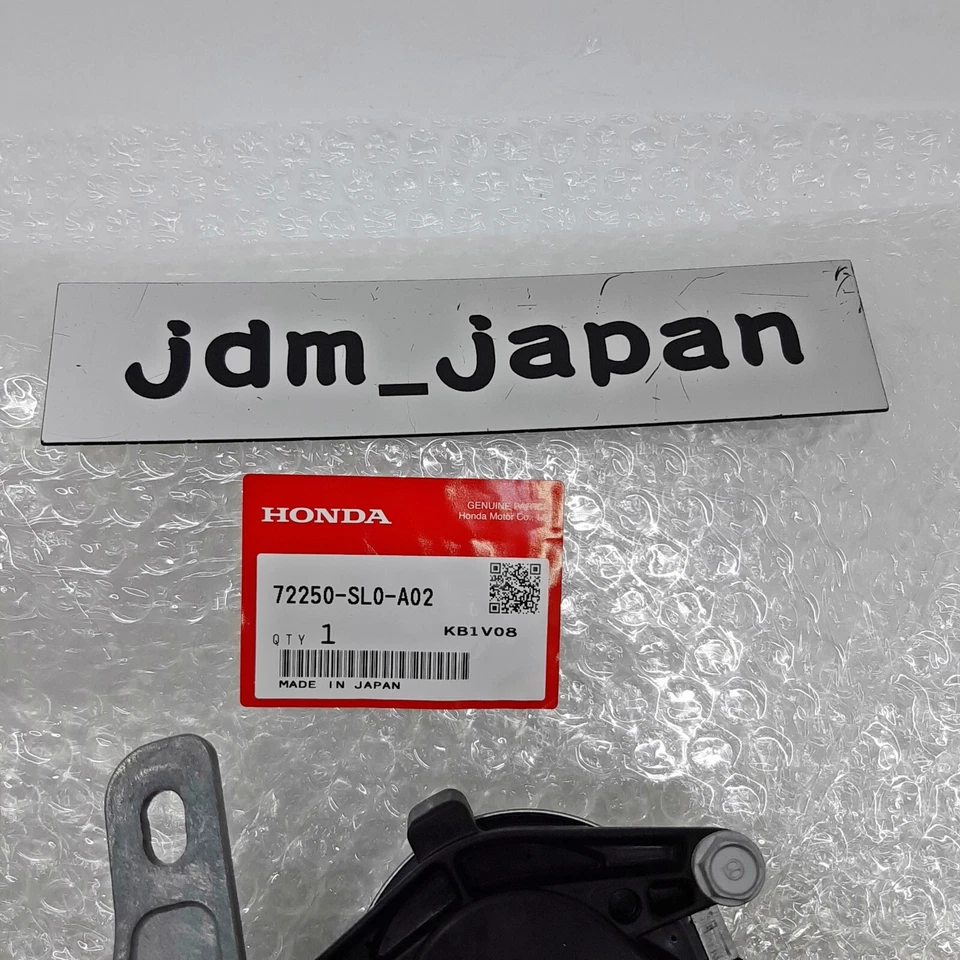 jdm_japan
HONDA
GENUINE PARTS
Honda Motor Co.,
72250-SL0-A02
QTY 1
KB1V08
MADE IN JAPAN